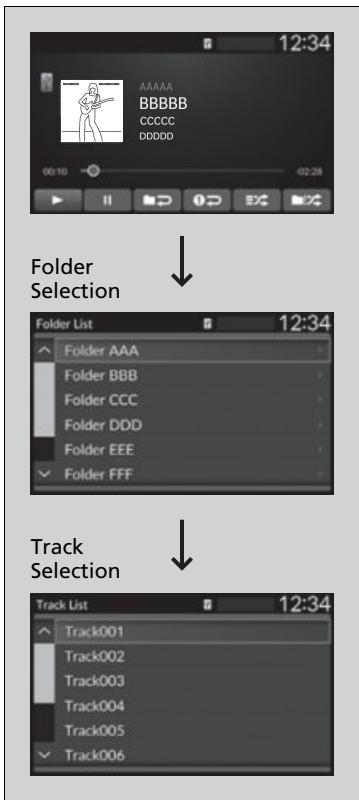 12:34
AAAAA
BBBBB
CCCCC
DDDDD
00:10 -02:28
Folder
Selection
Folder List 12:34
Folder AAA
Folder BBB
Folder CCC
Folder DDD
Folder EEE
Folder FFF
Track
Selection
Track List 12:34
Track001
Track002
Track003
Track004
Track005
Track006